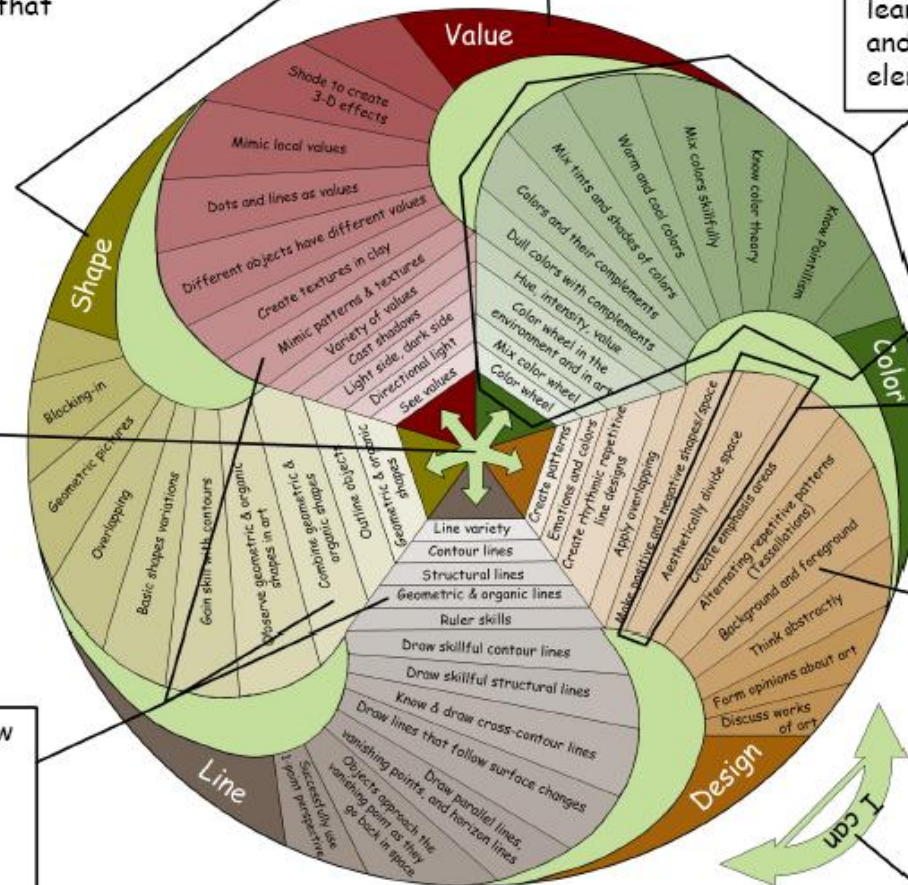 that
lear
and
eler
Value
Shade to create
3-D effects
Mimic local values
Dots and lines as values
Different objects have different values
Create textures in clay
Mimic patterns & textures
Variety of values
Cast shadows
Light side, dark side
Directional light
See values
Know Pointillism
Know color theory
Mix colors skillfully
Warm and cool colors
Mix tints and shades of colors
Colors and their complements
Dull colors with complements
Hue, intensity, value
Color wheel in the
environment and in art
Mix color wheel
Color wheel
Color
Shape
Blocking-in
Geometric pictures
Overlapping
Basic shapes variations
Gain skill with contours
Observe geometric & organic
shapes in art
Combine geometric &
organic shapes
Outline objects
Geometric & organic
shapes
Create patterns
Emotions and colors
Create rhythmic repetitive
line designs
Apply overlapping
Make positive and negative shapes/space
Aesthetically divide space
Create emphasis areas
Alternating repetitive patterns
(Tessellations)
Background and foreground
Think abstractly
Form opinions about art
Discuss works
of art
Design
Line variety
Contour lines
Structural lines
Geometric & organic lines
Ruler skills
Draw skillful contour lines
Draw skillful structural lines
Know & draw cross-contour lines
Draw lines that follow surface changes
Draw parallel lines,
vanishing points, and horizon lines
Objects approach the
vanishing point as they
go back in space
Successfully use
1-point perspective
Line
w
I can